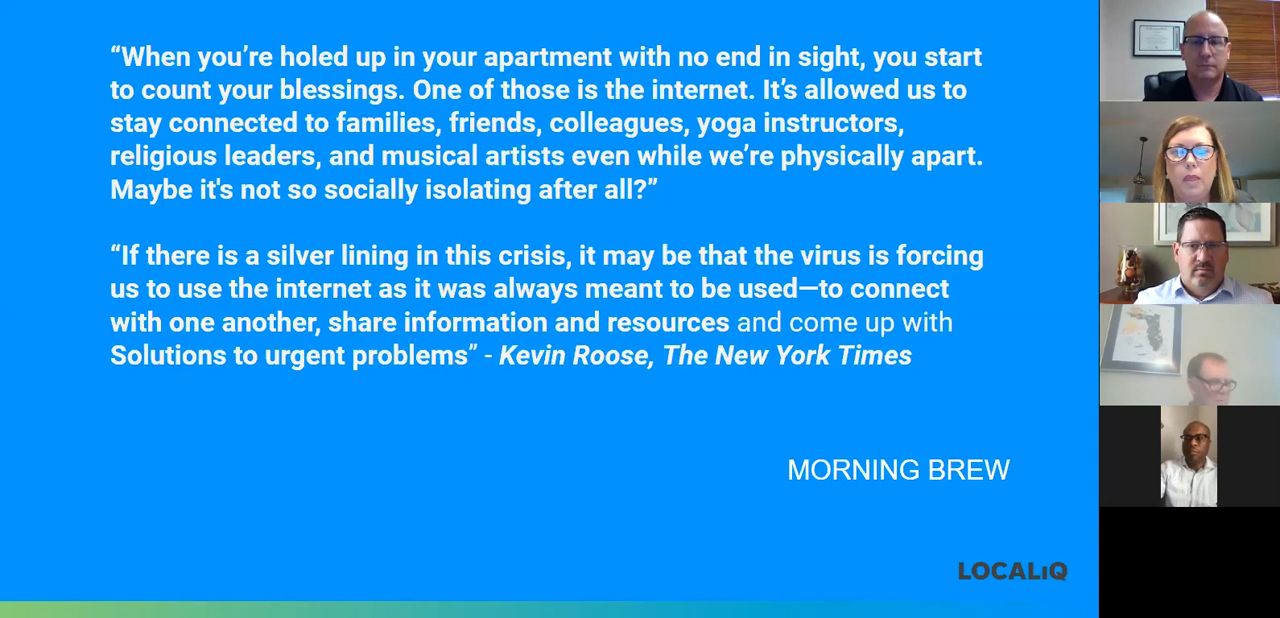 “When you’re holed up in your apartment with no end in sight, you start
to count your blessings. One of those is the internet. It’s allowed us to
stay connected to families, friends, colleagues, yoga instructors,
religious leaders, and musical artists even while we’re physically apart.
Maybe it's not so socially isolating after all?”
“If there is a silver lining in this crisis, it may be that the virus is forcing
us to use the internet as it was always meant to be used—to connect
with one another, share information and resources and come up with
Solutions to urgent problems” - Kevin Roose, The New York Times
MORNING BREW
LOCALiQ